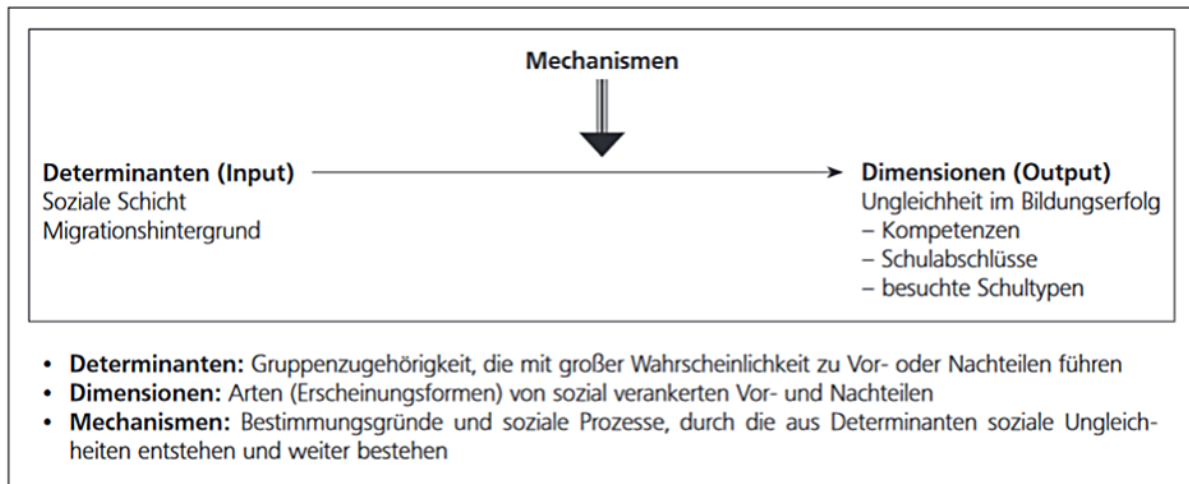 Mechanismen
Determinanten (Input)
Soziale Schicht
Migrationshintergrund
Dimensionen (Output)
Ungleichheit im Bildungserfolg
– Kompetenzen
– Schulabschlüsse
– besuchte Schultypen
• Determinanten: Gruppenzugehörigkeit, die mit großer Wahrscheinlichkeit zu Vor- oder Nachteilen führen
• Dimensionen: Arten (Erscheinungsformen) von sozial verankerten Vor- und Nachteilen
• Mechanismen: Bestimmungsgründe und soziale Prozesse, durch die aus Determinanten soziale Ungleich-
heiten entstehen und weiter bestehen